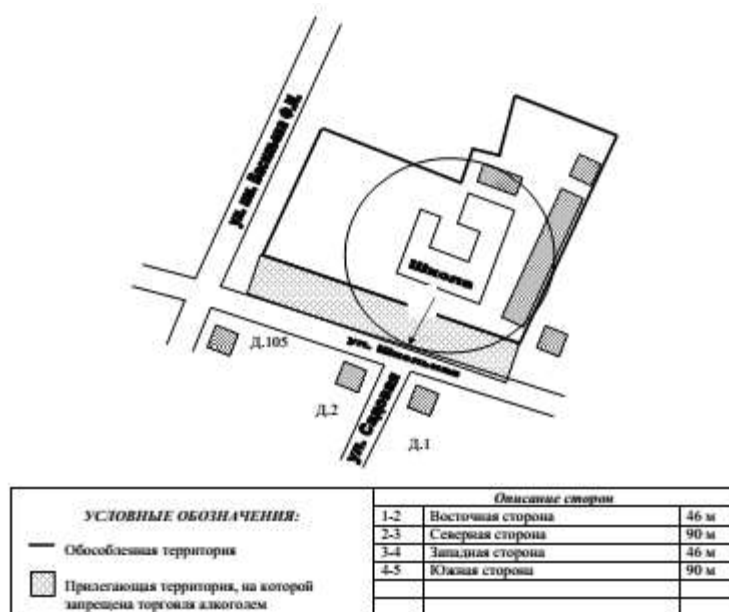 ул. им. Васильева Ф.И.
Школа
ул. Школьная
Д.105
Д.2
ул. Садовая
Д.1
УСЛОВНЫЕ ОБОЗНАЧЕНИЯ:
Обособленная территория
Прилегающая территория, на которой
запрещена торговля алкоголем
Описание сторон
1-2 Восточная сторона 46 м
2-3 Северная сторона 90 м
3-4 Западная сторона 46 м
4-5 Южная сторона 90 м